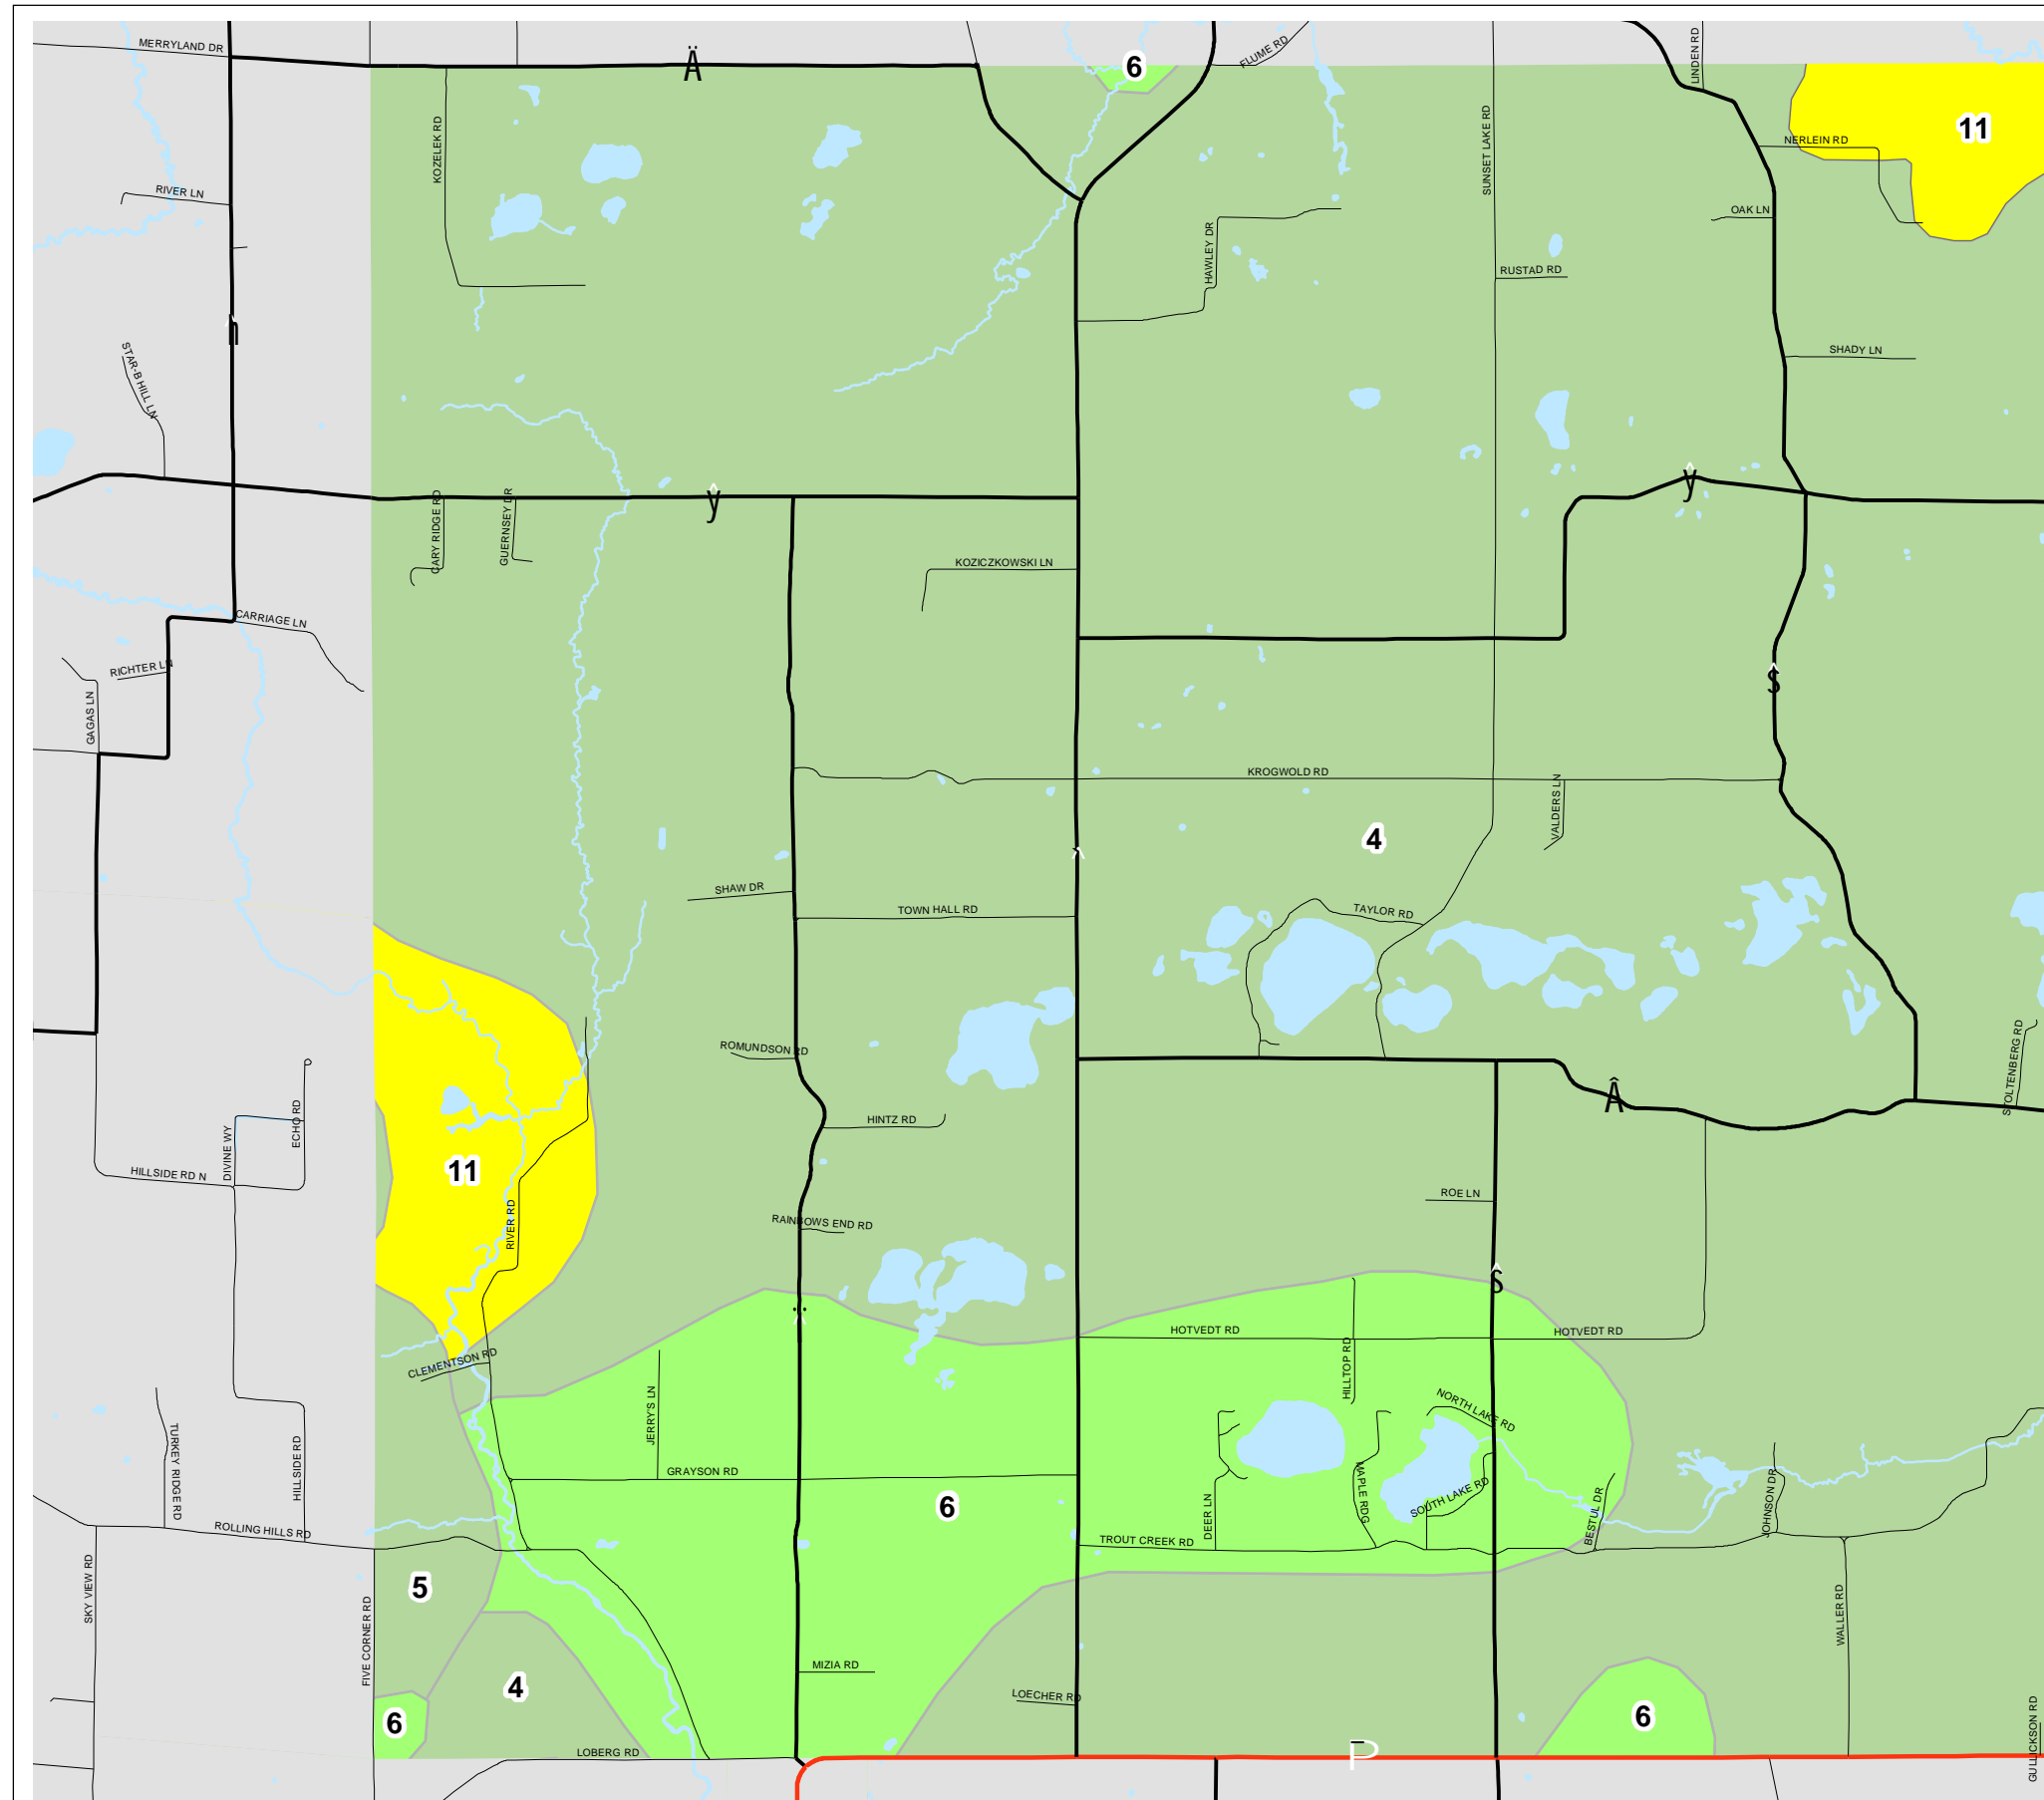 MERRYLAND DR
Ä
6
FLUME RD
LINDEN RD
11
NERLEIN RD
KOZELEK RD
SUNSET LAKE RD
RIVER LN
OAK LN
HAWLEY DR
RUSTAD RD
h
STAR-B HILL LN
SHADY LN
ŷ
ŷ
GARY RIDGE RD
GUERNSEY DR
KOZICZKOWSKI LN
CARRIAGE LN
RICHTER LN
GAGAS LN
Ŝ
KROGWOLD RD
VALDERS LN
4
SHAW DR
TOWN HALL RD
TAYLOR RD
ROMUNDSON RD
STOLTENBERG RD
Â
ECHO RD
HINTZ RD
DIVINE WY
HILLSIDE RD N
11
RIVER RD
ROE LN
RAINBOWS END RD
Ŝ
HOTVEDT RD
HOTVEDT RD
CLEMENTSON RD
HILLTOP RD
JERRY'S LN
NORTH LAKE RD
TURKEY RIDGE RD
HILLSIDE RD
GRAYSON RD
MAPLE RDG
SOUTH LAKE RD
6
DEER LN
BESTUL DR
JOHNSON DR
ROLLING HILLS RD
TROUT CREEK RD
SKY VIEW RD
5
FIVE CORNER RD
WALLER RD
MIZIA RD
4
LOECHER RD
6
6
GULLICKSON RD
LOBERG RD
P